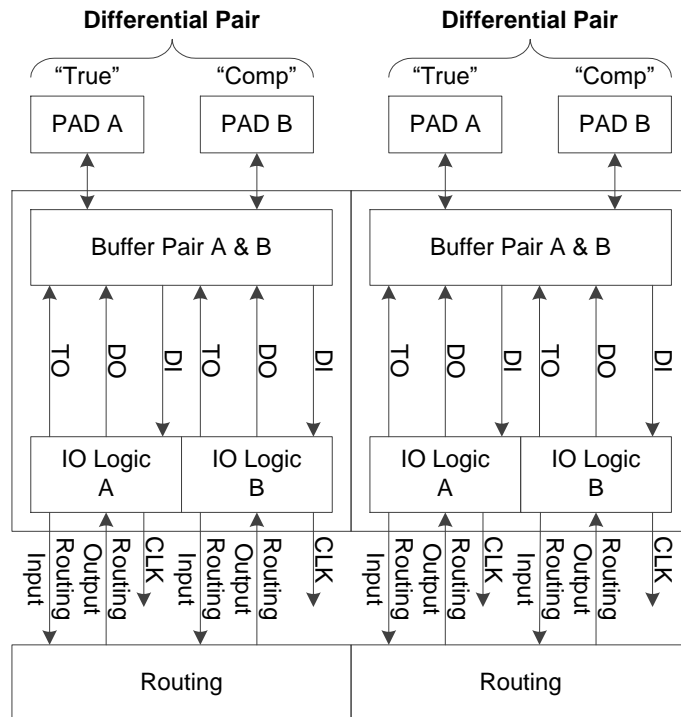 Differential Pair Differential Pair
“True” “Comp” “True” “Comp”
PAD A PAD B PAD A PAD B
Buffer Pair A & B Buffer Pair A & B
TO DO DI TO DO DI TO DO DI TO DO DI
IO Logic A IO Logic B IO Logic A IO Logic B
Routing Input Routing Output CLK Routing Input Routing Output CLK Routing Input Routing Output CLK Routing Input Routing Output CLK
Routing Routing